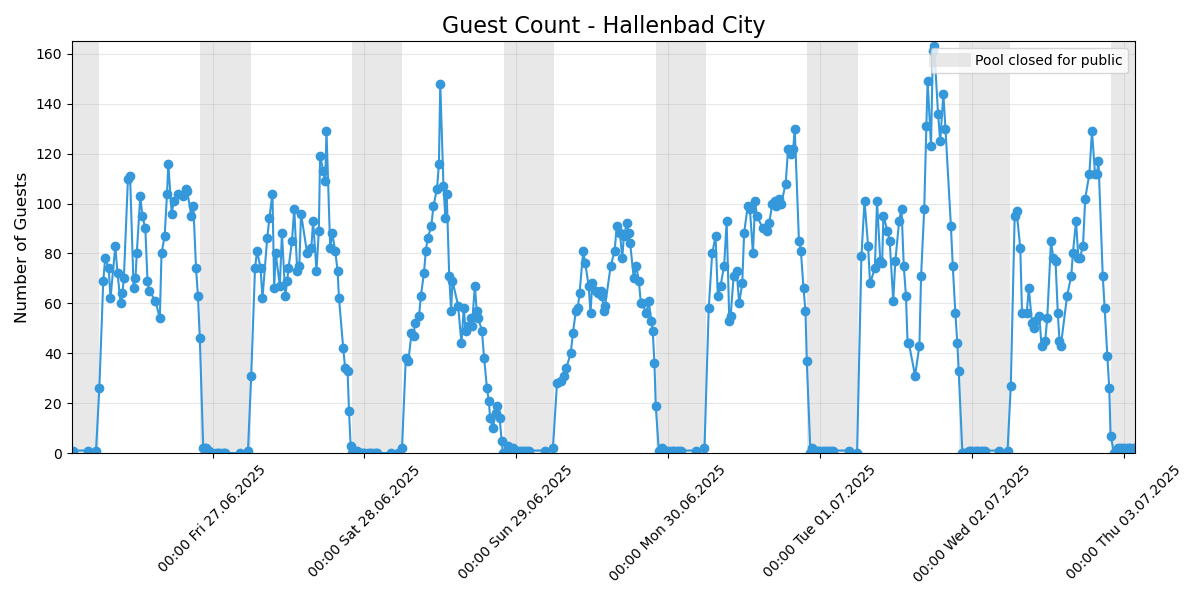 Guest Count - Hallenbad City
Pool closed for public
Number of Guests
160
140
120
100
80
60
40
20
0
00:00 Fri 27.06.2025
00:00 Sat 28.06.2025
00:00 Sun 29.06.2025
00:00 Mon 30.06.2025
00:00 Tue 01.07.2025
00:00 Wed 02.07.2025
00:00 Thu 03.07.2025